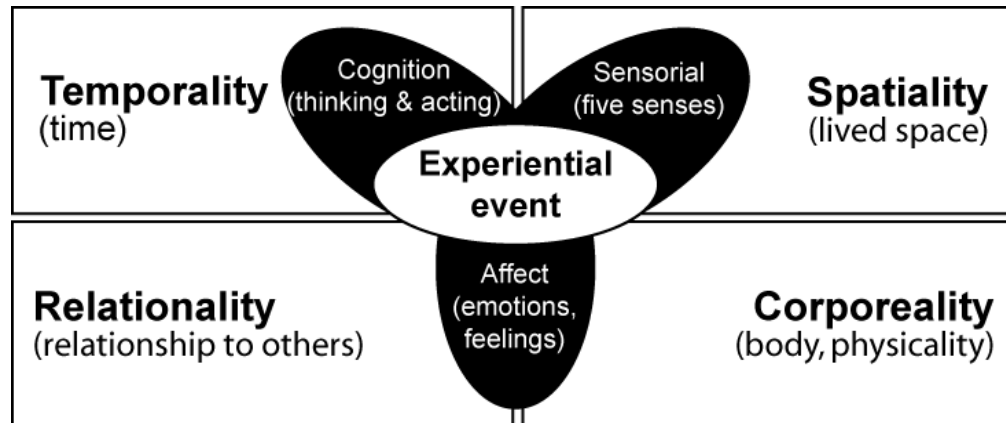 Temporality
(time)
Cognition
(thinking & acting)
Sensorial
(five senses)
Spatiality
(lived space)
Experiential
event
Relationality
(relationship to others)
Affect
(emotions,
feelings)
Corporeality
(body, physicality)